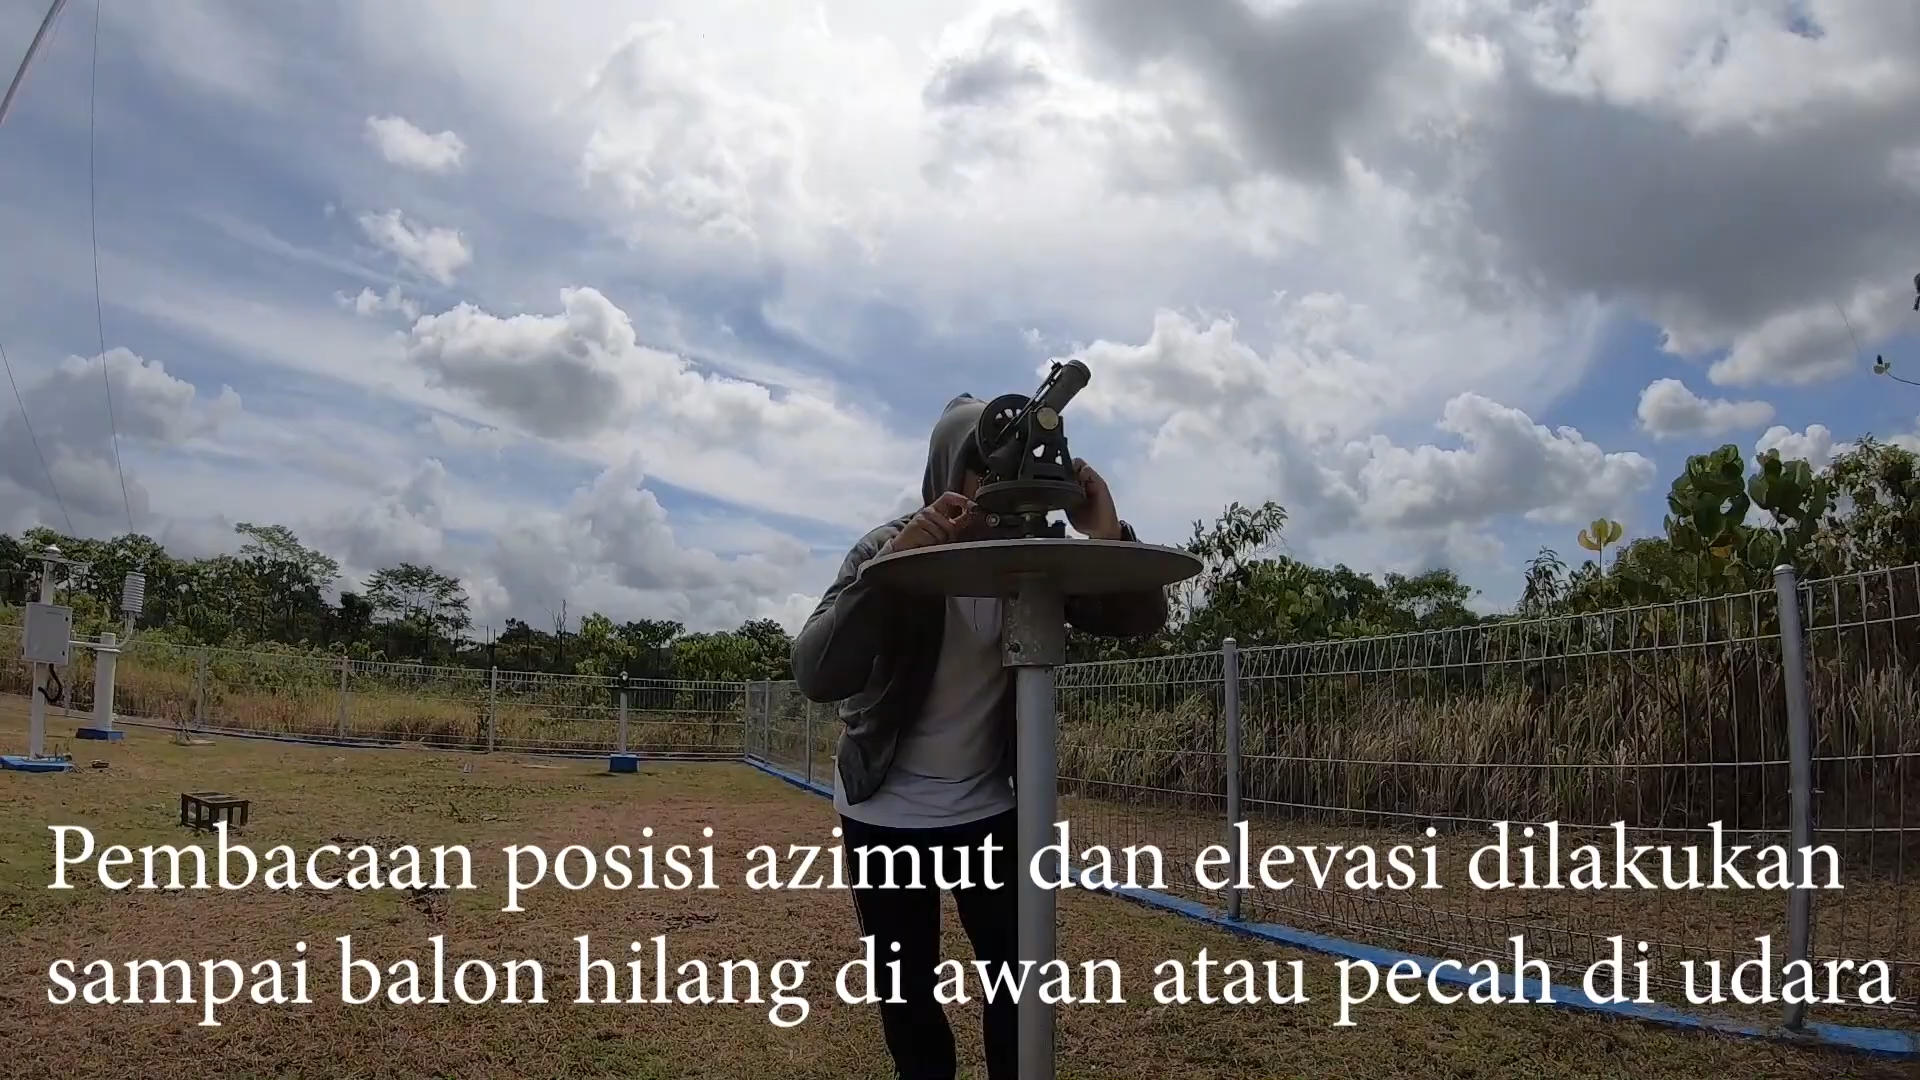 Pembacaan posisi azimut dan elevasi dilakukan
sampai balon hilang di awan atau pecah di udara